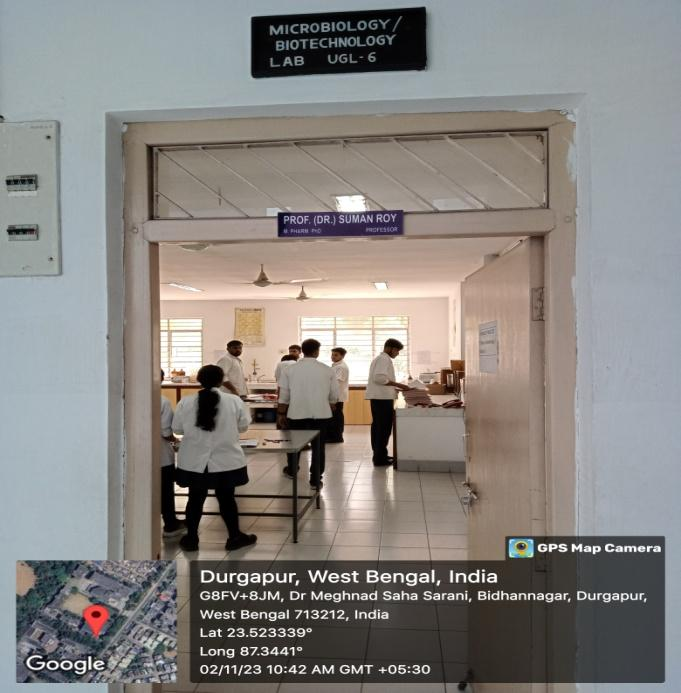 MICROBIOLOGY/
BIOTECHNOLOGY
LAB UGL-6
PROF. (DR.) SUMAN ROY
M. PHARM, PhD PROFESSOR
GPS Map Camera
Durgapur, West Bengal, India
G8FV+8JM, Dr Meghnad Saha Sarani, Bidhannagar, Durgapur,
West Bengal 713212, India
Lat 23.523339°
Long 87.3441°
02/11/23 10:42 AM GMT +05:30
Google